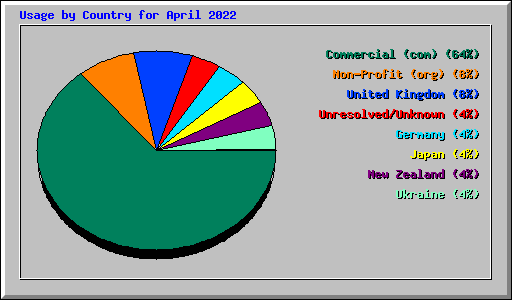 Usage by Country for April 2022
Commercial (com) (64%)
Non-Profit (org) (8%)
United Kingdom (8%)
Unresolved/Unknown (4%)
Germany (4%)
Japan (4%)
New Zealand (4%)
Ukraine (4%)